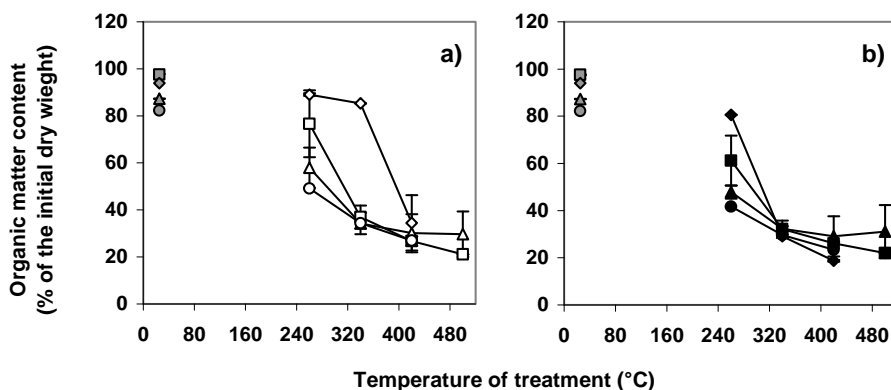 a)
b)
Organic matter content
(% of the initial dry wieght)
120
100
80
60
40
20
0
0 80 160 240 320 400 480
120
100
80
60
40
20
0
0 80 160 240 320 400 480
Temperature of treatment (°C)